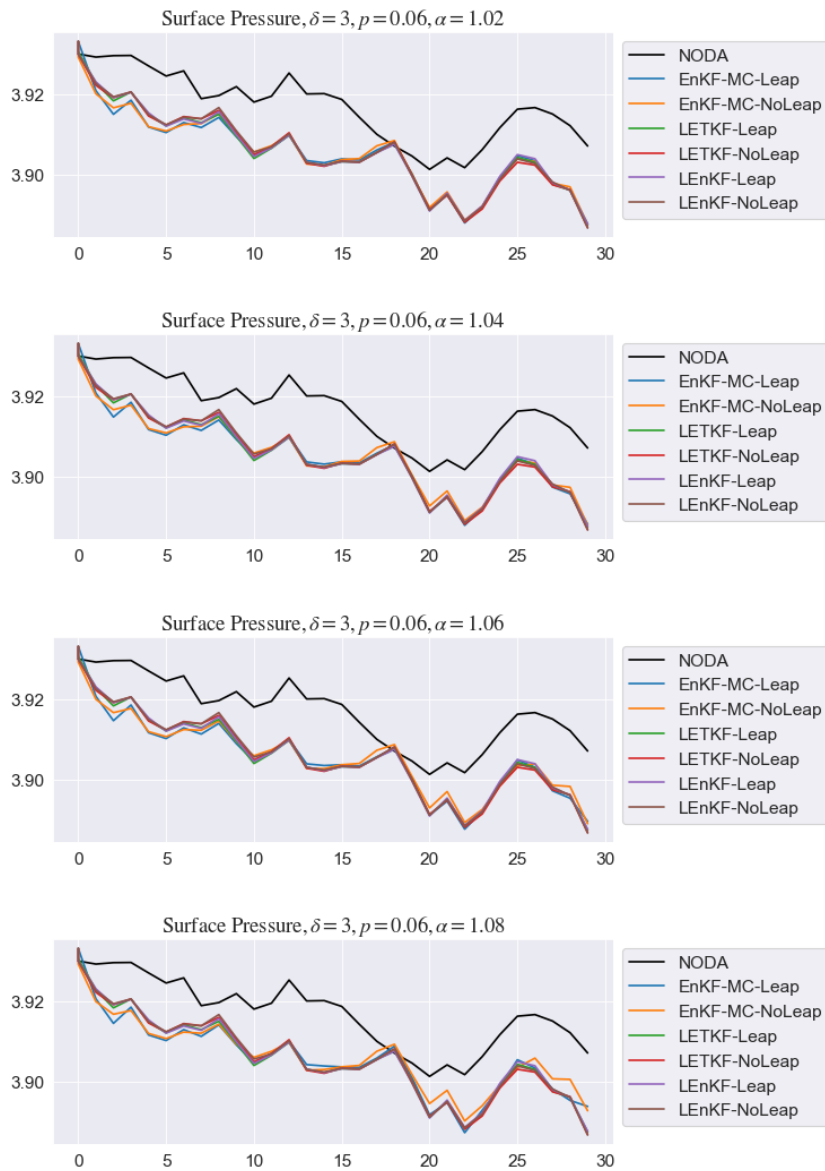 Surface Pressure, δ = 3, p = 0.06, α = 1.02
3.92
3.90
0 5 10 15 20 25 30
NODA
EnKF-MC-Leap
EnKF-MC-NoLeap
LETKF-Leap
LETKF-NoLeap
LEnKF-Leap
LEnKF-NoLeap
Surface Pressure, δ = 3, p = 0.06, α = 1.04
3.92
3.90
0 5 10 15 20 25 30
NODA
EnKF-MC-Leap
EnKF-MC-NoLeap
LETKF-Leap
LETKF-NoLeap
LEnKF-Leap
LEnKF-NoLeap
Surface Pressure, δ = 3, p = 0.06, α = 1.06
3.92
3.90
0 5 10 15 20 25 30
NODA
EnKF-MC-Leap
EnKF-MC-NoLeap
LETKF-Leap
LETKF-NoLeap
LEnKF-Leap
LEnKF-NoLeap
Surface Pressure, δ = 3, p = 0.06, α = 1.08
3.92
3.90
0 5 10 15 20 25 30
NODA
EnKF-MC-Leap
EnKF-MC-NoLeap
LETKF-Leap
LETKF-NoLeap
LEnKF-Leap
LEnKF-NoLeap